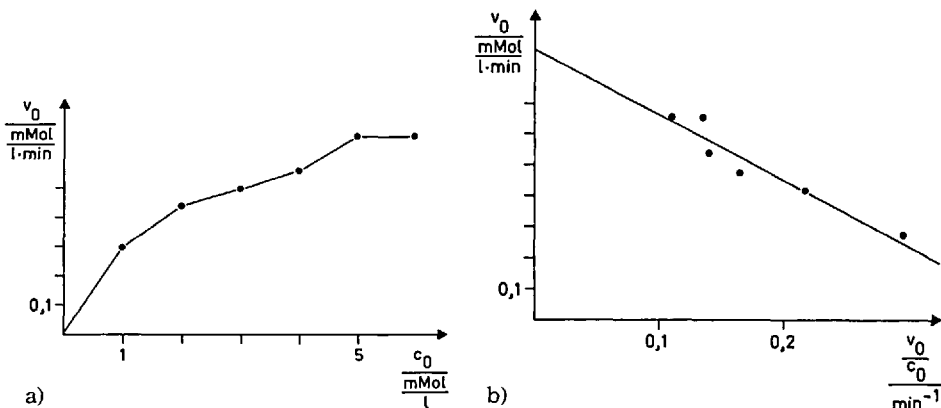 v₀
mMol
l·min
0,1
1
5
c₀
mMol
l
a)
v₀
mMol
l·min
0,1
0,1
0,2
v₀
c₀
min⁻¹
b)